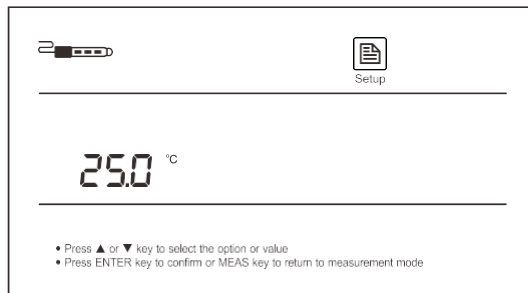 Setup
25.0 °C
• Press ▲ or ▼ key to select the option or value
• Press ENTER key to confirm or MEAS key to return to measurement mode